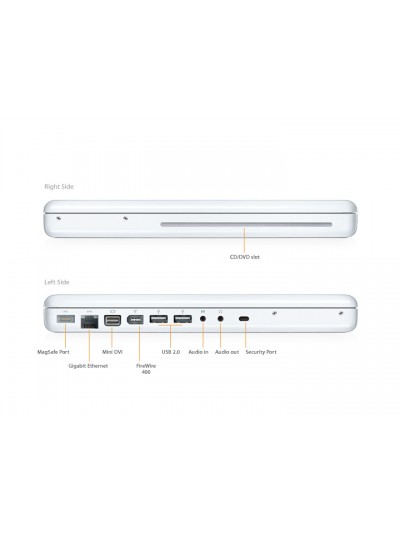 Right Side
CD/DVD slot
Left Side
MagSafe Port
Gigabit Ethernet
Mini DVI
FireWire
400
USB 2.0
Audio in
Audio out
Security Port